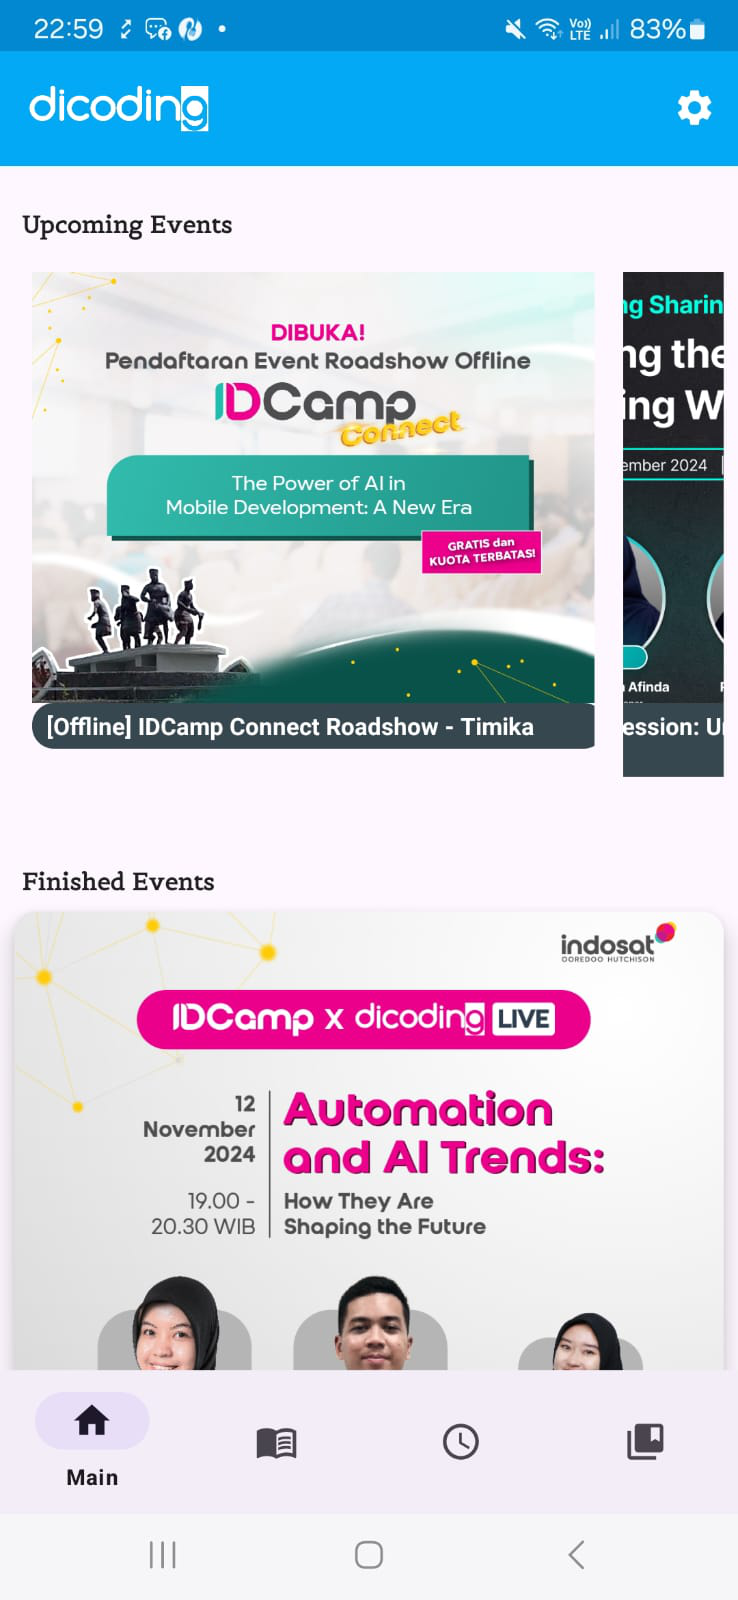 22:59
Vo))
LTE
83%
dicoding
Upcoming Events
DIBUKA!
Pendaftaran Event Roadshow Offline
IDCamp
Connect
The Power of AI in
Mobile Development: A New Era
GRATIS dan
KUOTA TERBATAS!
[Offline] IDCamp Connect Roadshow - Timika
ng Sharin
ng the
ing W
ember 2024
Afinda
ession: U
Finished Events
indosat
OOREDOO HUTCHISON
IDCamp x dicoding LIVE
12
November
2024
19.00 -
20.30 WIB
Automation
and AI Trends:
How They Are
Shaping the Future
Main